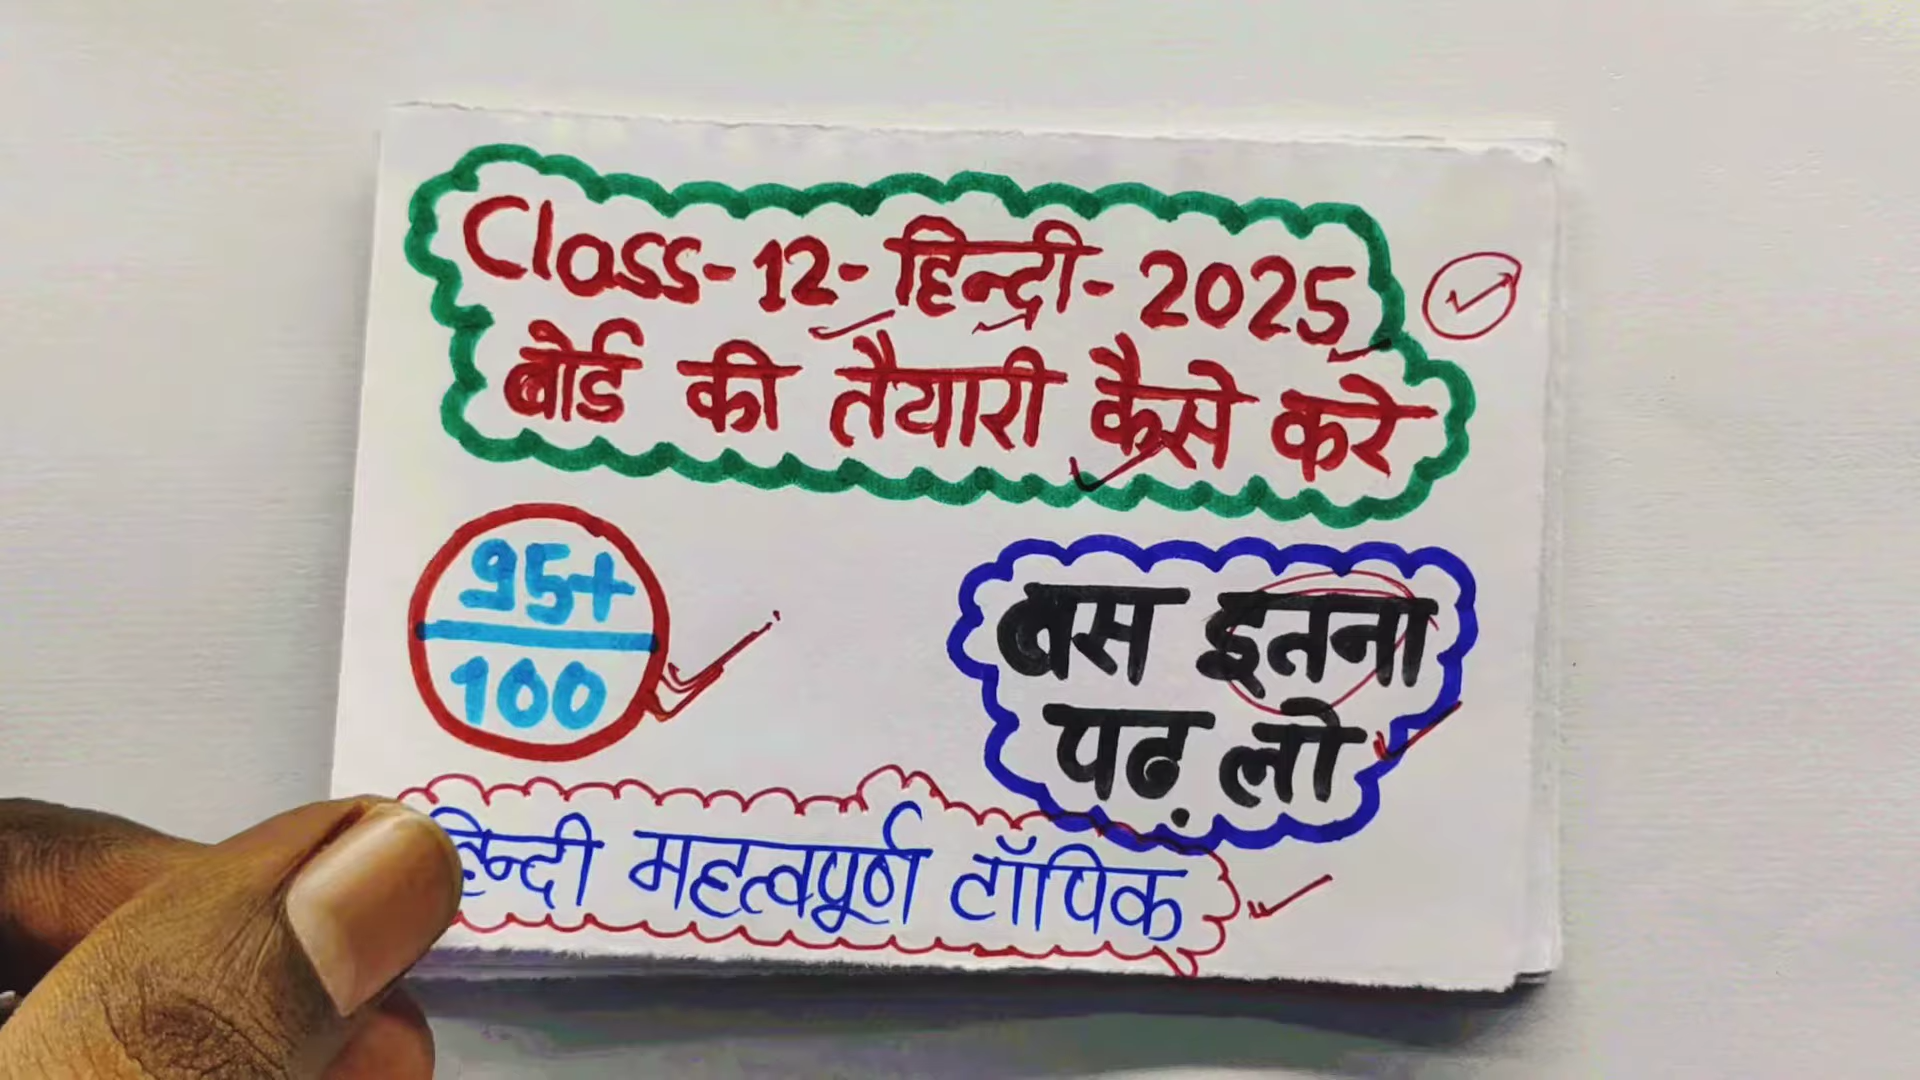 Class-12-हिन्दी-2025
बोर्ड की तैयारी कैसे करे
95+
100
बस इतना
पढ़ लो
हिन्दी महत्वपूर्ण टॉपिक